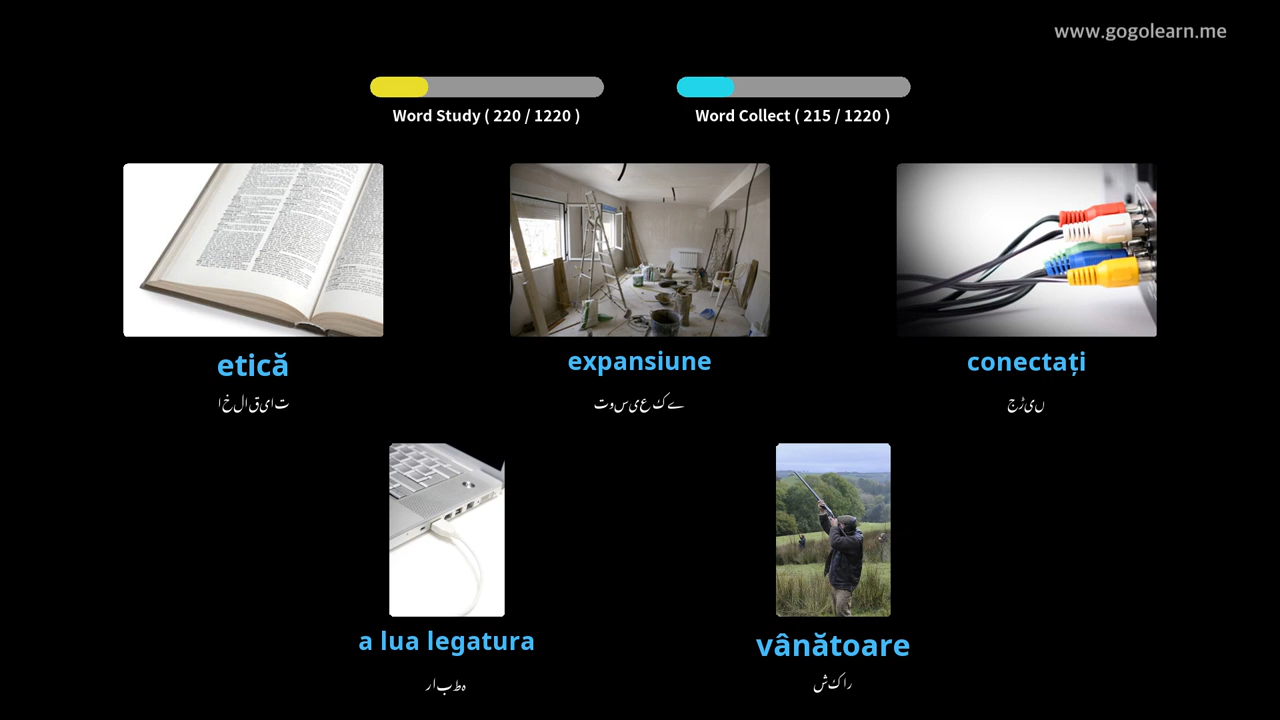 www.gogolearn.me
Word Study ( 220 / 1220 )
Word Collect ( 215 / 1220 )
etică
expansiune
conectați
اخلاقیات
توسیع کے
جڑیں
a lua legatura
vânătoare
رابطہ
شکار